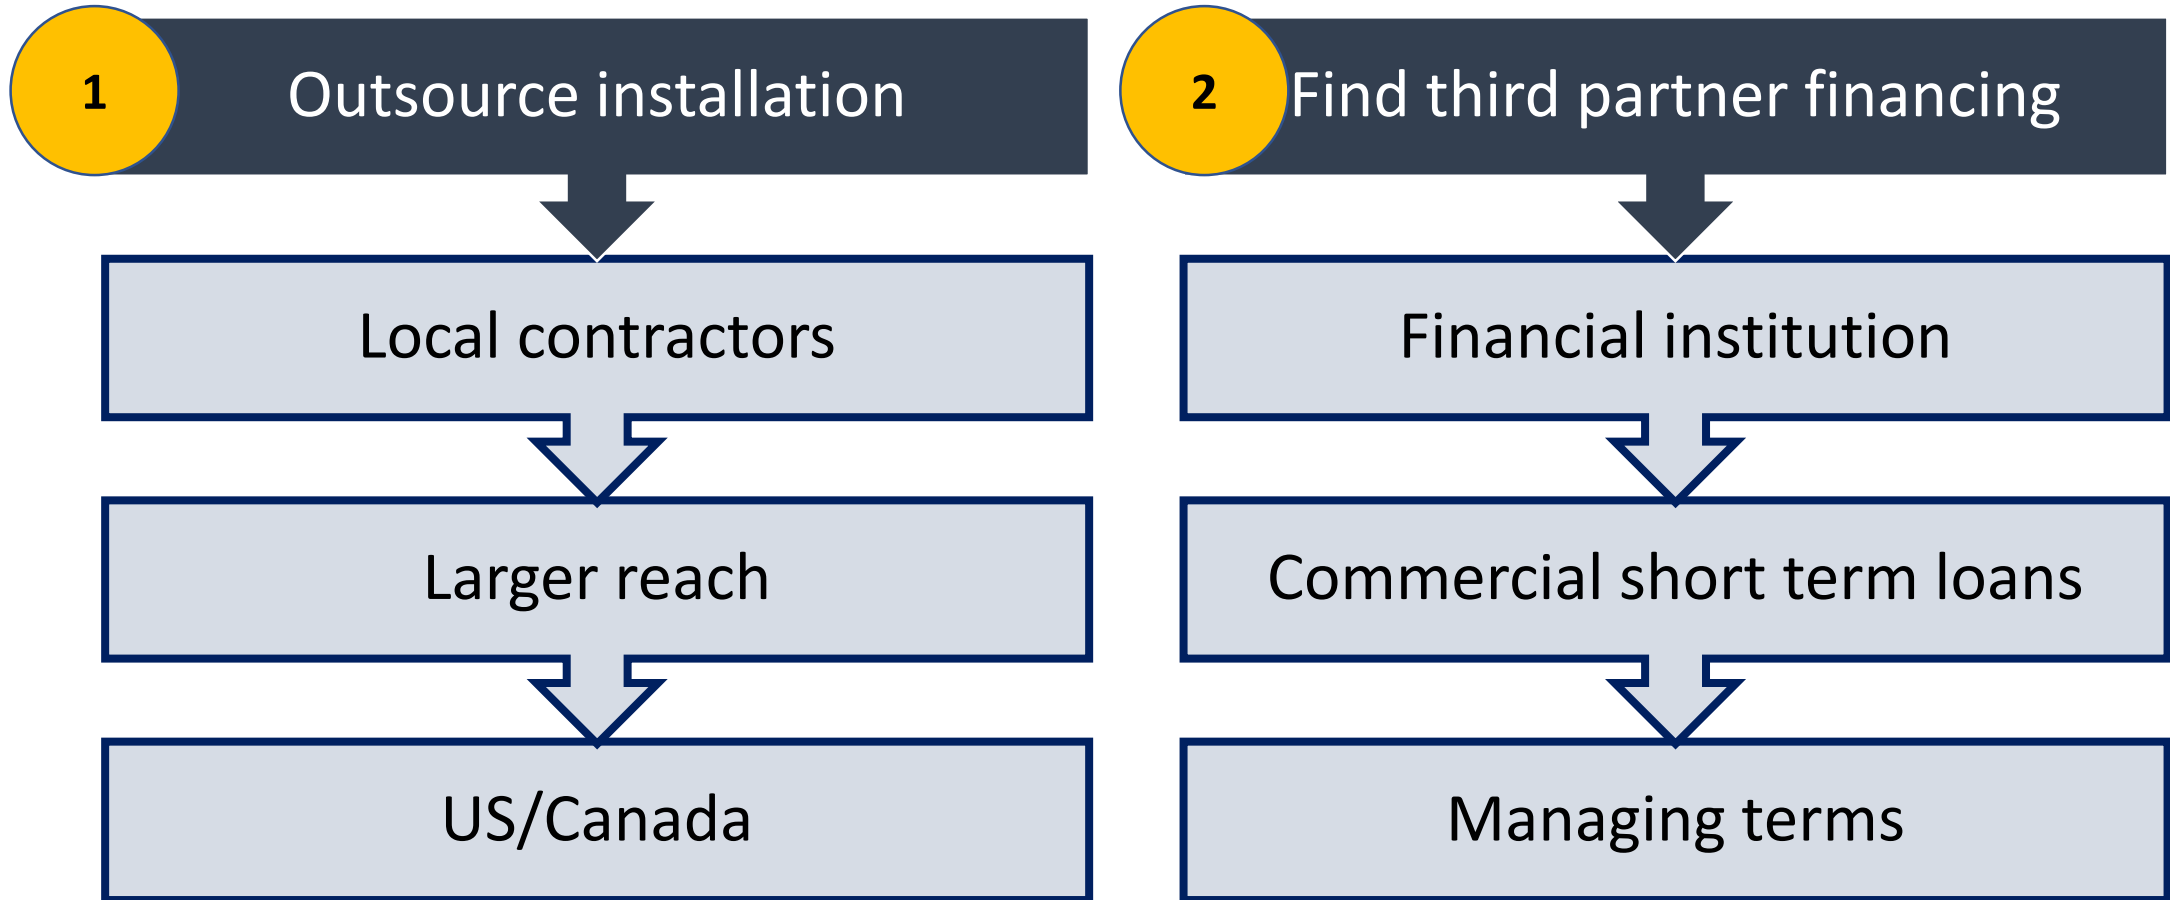 1
Outsource installation
Local contractors
Larger reach
US/Canada
2
Find third partner financing
Financial institution
Commercial short term loans
Managing terms